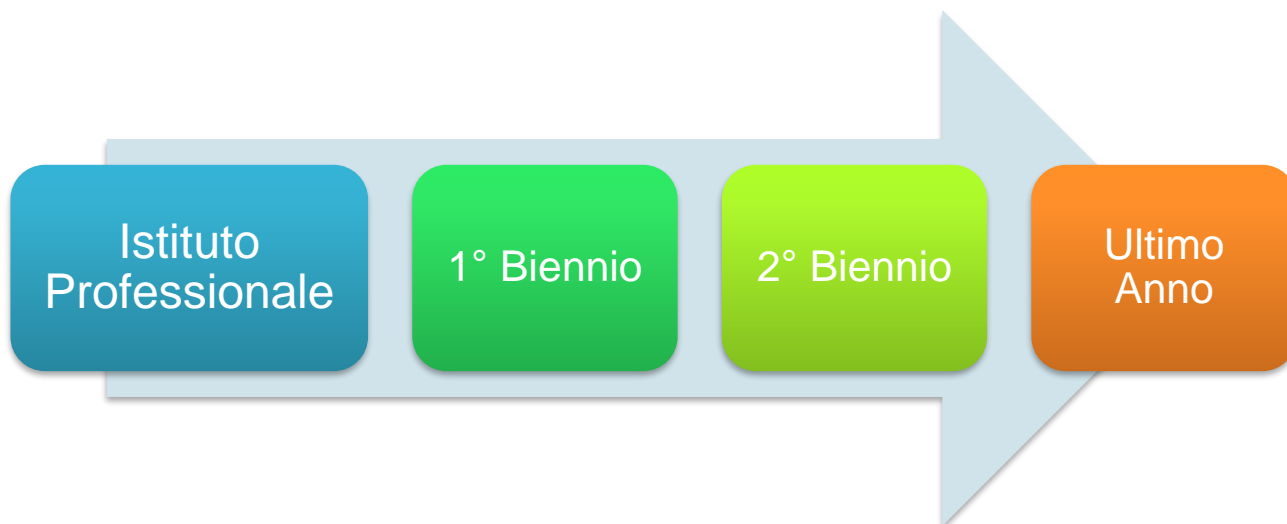 Istituto
Professionale
1° Biennio
2° Biennio
Ultimo
Anno